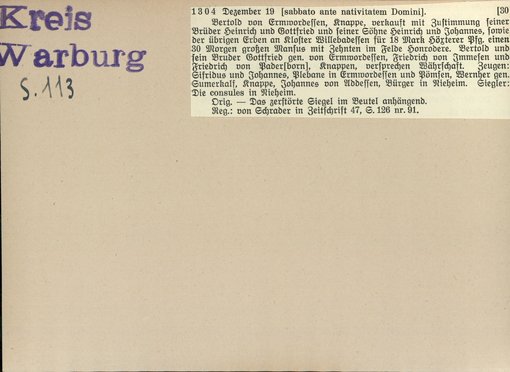 Kreis
Warburg
S. 113
1304 Dezember 19 [sabbato ante nativitatem Domini]. [30
Bertold von Ermwordessen, Knappe, verkauft mit Zustimmung seiner
Brüder Heinrich und Gottfried und seiner Söhne Heinrich und Johannes, sowie
der übrigen Erben an Kloster Willebadessen für 18 Mark Höxterer Pfg. einen
30 Morgen großen Mansus mit Zehnten im Felde Honrodere. Bertold und
sein Bruder Gottfried gen. von Ermwordessen, Friedrich von Immesen und
Friedrich von Pader[born], Knappen, versprechen Währschaft. Zeugen:
Sifridus und Johannes, Plebane in Ermwordessen und Pömsen, Wernher gen.
Sumerkalf, Knappe, Johannes von Addessen, Bürger in Nieheim. Siegler:
Die consules in Nieheim.
Orig. — Das zerstörte Siegel im Beutel anhängend.
Reg.: von Schrader in Zeitschrift 47, S. 126 nr. 91.